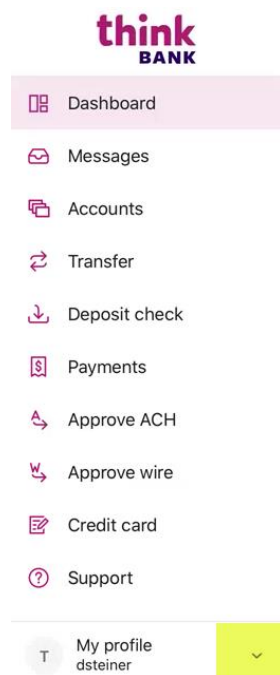 think
BANK
Dashboard
Messages
Accounts
Transfer
Deposit check
$
Payments
A
Approve ACH
W
Approve wire
Credit card
?
Support
T
My profile
dsteiner